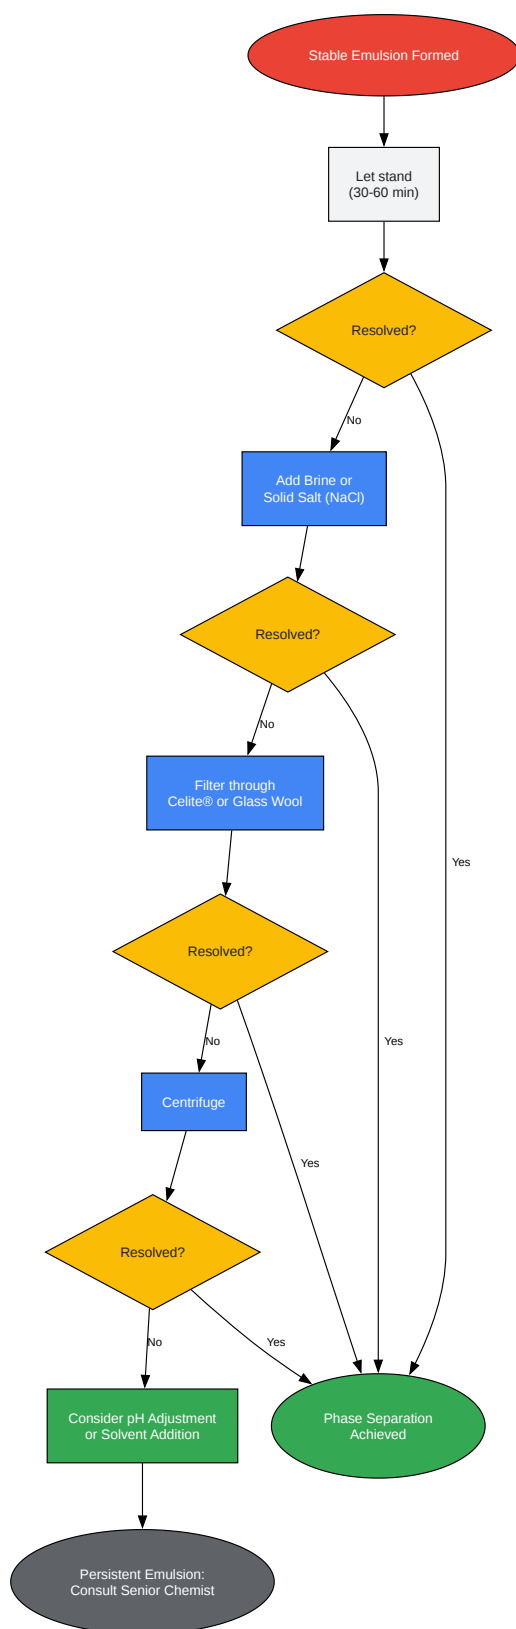 Stable Emulsion Formed
Let stand
(30-60 min)
Resolved?
No
Add Brine or
Solid Salt (NaCl)
Resolved?
No
Filter through
Celite® or Glass Wool
Yes
Resolved?
No
Yes
Centrifuge
Yes
Resolved?
No
Yes
Consider pH Adjustment
or Solvent Addition
Phase Separation
Achieved
Persistent Emulsion:
Consult Senior Chemist